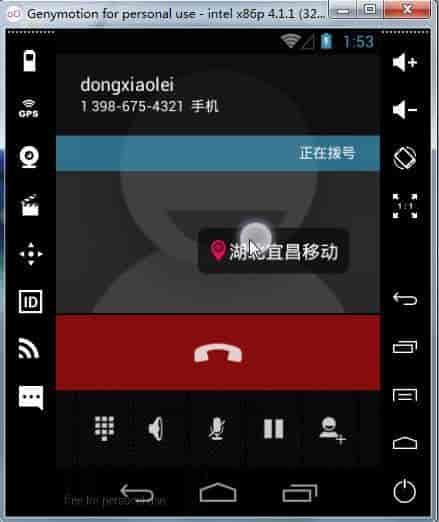 Genymotion for personal use - intel x86p 4.1.1 (32...
1:53
dongxiaolei
1 398-675-4321 手机
正在拨号
湖北宜昌移动
GPS
1:1
ID
Free for personal use